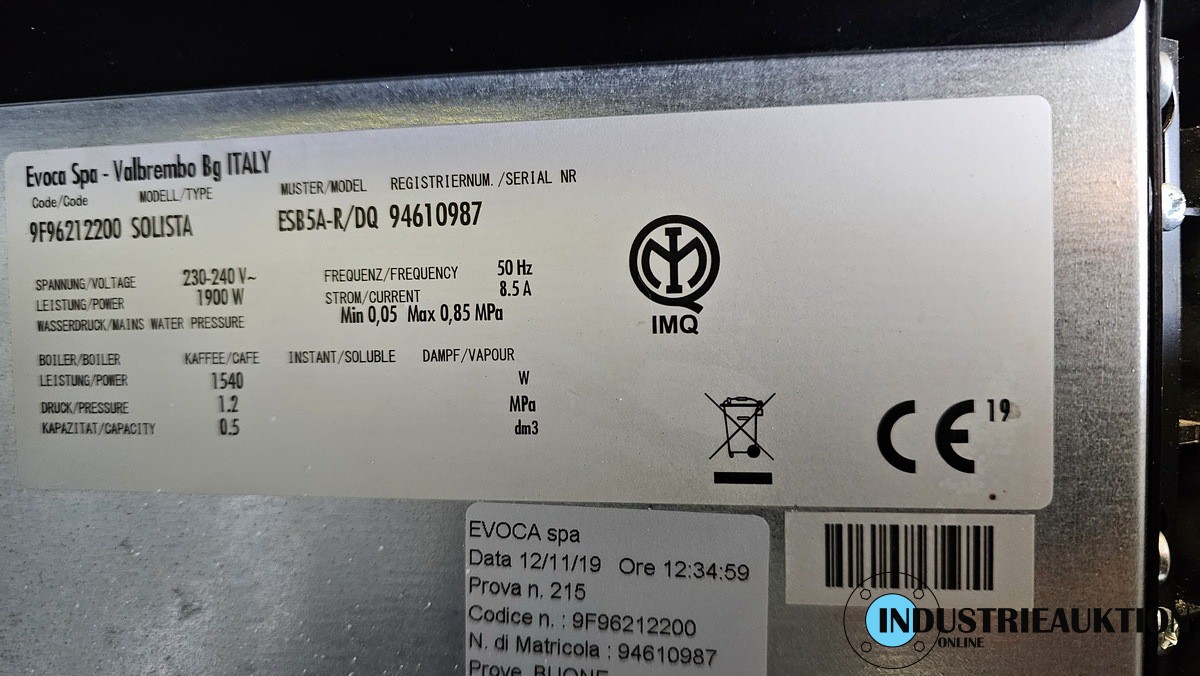 Evoca Spa - Valbrembo Bg ITALY
Code/Code MODELL/TYPE MUSTER/MODEL REGISTRIERNUM./SERIAL NR
9F96212200 SOLISTA ESB5A-R/DQ 94610987
SPANNUNG/VOLTAGE 230-240 V~ FREQUENZ/FREQUENCY 50 Hz
LEISTUNG/POWER 1900 W STROM/CURRENT 8.5 A
WASSERDRUCK/MAINS WATER PRESSURE Min 0,05 Max 0,85 MPa
IMQ
BOILER/BOILER KAFFEE/CAFE INSTANT/SOLUBLE DAMPF/VAPOUR
LEISTUNG/POWER 1540 W
DRUCK/PRESSURE 1.2 MPa
KAPAZITAT/CAPACITY 0.5 dm3
CE 19
EVOCA spa
Data 12/11/19 Ore 12:34:59
Prova n. 215
Codice n. : 9F96212200
N. di Matricola : 94610987
Prove BUONE
INDUSTRIEAUKTIO
ONLINE